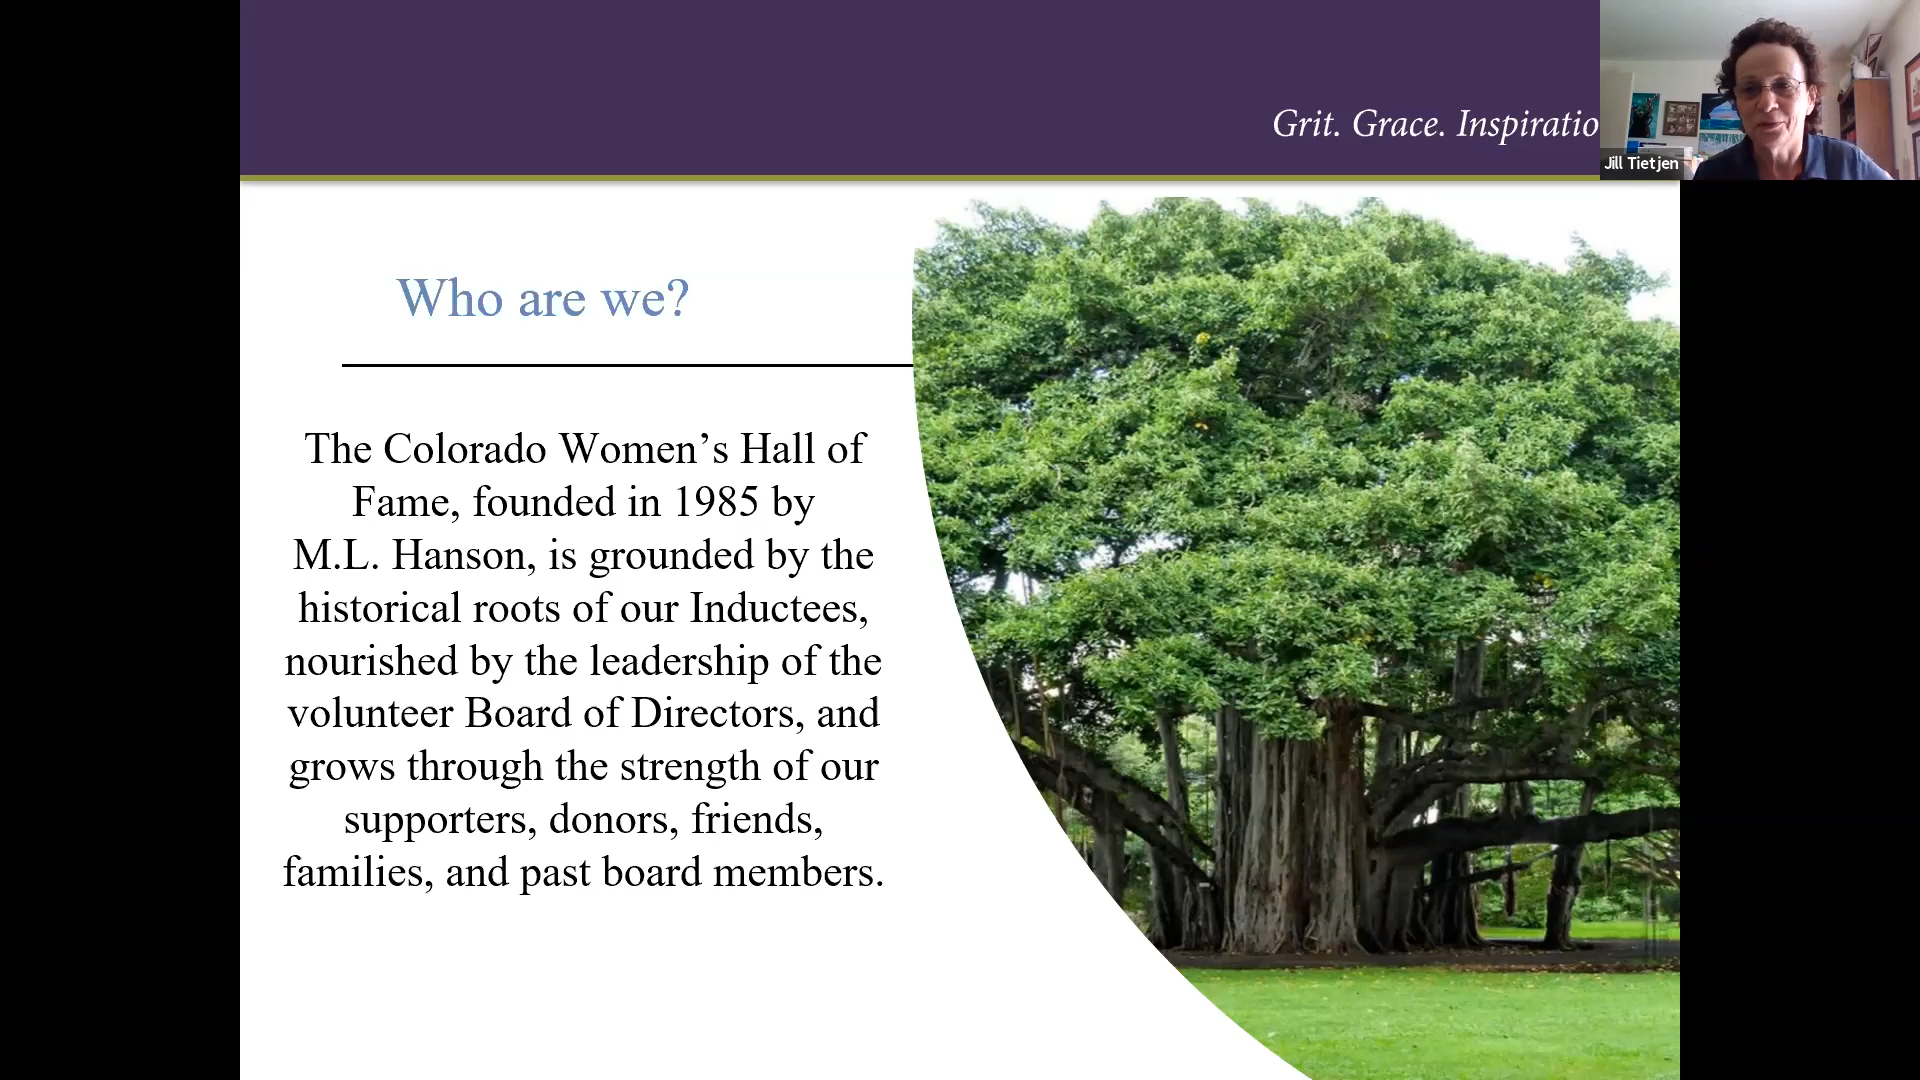 Grit. Grace. Inspiratio
Jill Tietjen
Who are we?
The Colorado Women’s Hall of
Fame, founded in 1985 by
M.L. Hanson, is grounded by the
historical roots of our Inductees,
nourished by the leadership of the
volunteer Board of Directors, and
grows through the strength of our
supporters, donors, friends,
families, and past board members.